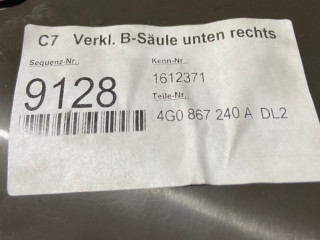 C7 Verkl. B-Säule unten rechts
Sequenz-Nr.:
Kenn-Nr.
9128
1612371
Teile-Nr.
4G0 867 240 A DL2